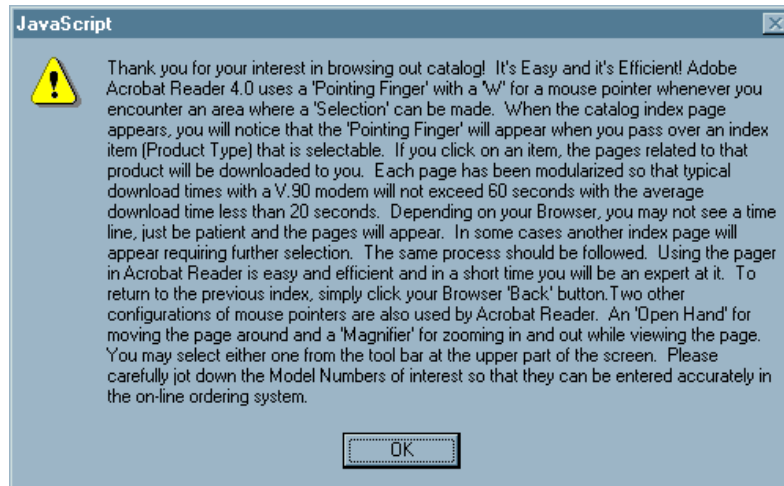 JavaScript
Thank you for your interest in browsing out catalog!  It's Easy and it's Efficient! Adobe
Acrobat Reader 4.0 uses a 'Pointing Finger' with a 'W' for a mouse pointer whenever you
encounter an area where a 'Selection' can be made.  When the catalog index page
appears, you will notice that the 'Pointing Finger' will appear when you pass over an index
item (Product Type) that is selectable.  If you click on an item, the pages related to that
product will be downloaded to you.  Each page has been modularized so that typical
download times with a V.90 modem will not exceed 60 seconds with the average
download time less than 20 seconds.  Depending on your Browser, you may not see a time
line, just be patient and the pages will appear.  In some cases another index page will
appear requiring further selection.  The same process should be followed.  Using the pager
in Acrobat Reader is easy and efficient and in a short time you will be an expert at it.  To
return to the previous index, simply click your Browser 'Back' button.Two other
configurations of mouse pointers are also used by Acrobat Reader.  An 'Open Hand' for
moving the page around and a 'Magnifier' for zooming in and out while viewing the page.
You may select either one from the tool bar at the upper part of the screen.  Please
carefully jot down the Model Numbers of interest so that they can be entered accurately in
the on-line ordering system.
OK